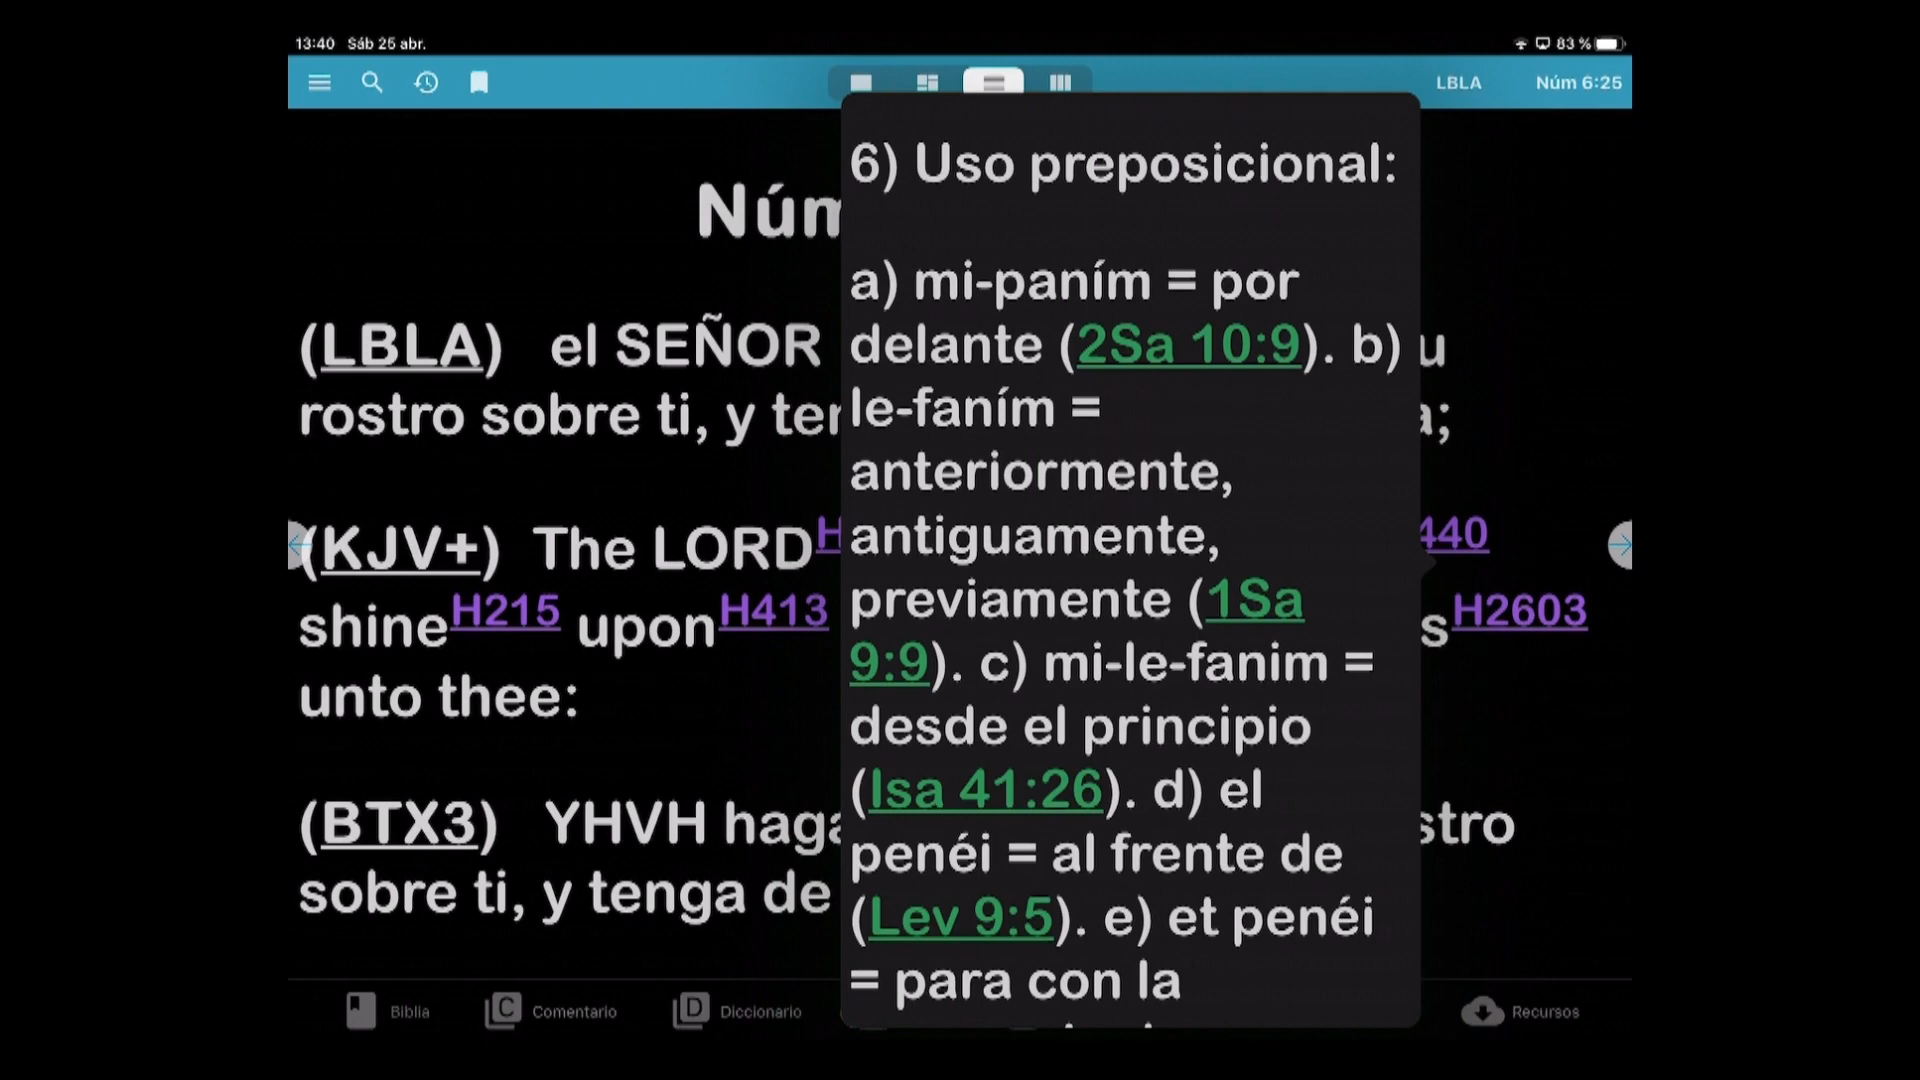 13:40 Sáb 25 abr.
83 %
LBLA Núm 6:25
Núm
(LBLA) el SEÑOR u
rostro sobre ti, y ten a;
(KJV+) The LORD H 440
shine H215 upon H413 s H2603
unto thee:
(BTX3) YHVH haga stro
sobre ti, y tenga de
6) Uso preposicional:
a) mi-paním = por
delante (2Sa 10:9). b)
le-faním =
anteriormente,
antiguamente,
previamente (1Sa
9:9). c) mi-le-fanim =
desde el principio
(Isa 41:26). d) el
penéi = al frente de
(Lev 9:5). e) et penéi
= para con la
Biblia C Comentario D Diccionario Recursos